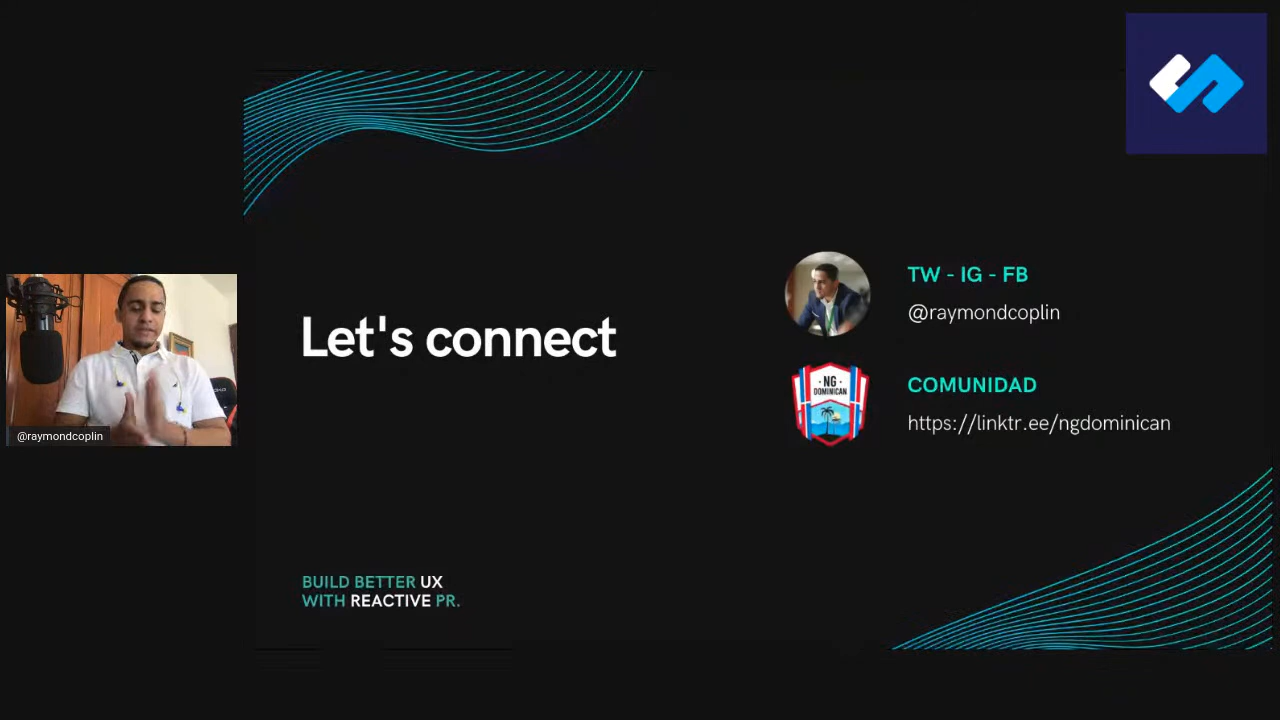 @raymondcoplin
Let's connect
TW - IG - FB
@raymondcoplin
· NG ·
DOMINICAN
COMUNIDAD
https://linktr.ee/ngdominican
BUILD BETTER UX
WITH REACTIVE PR.